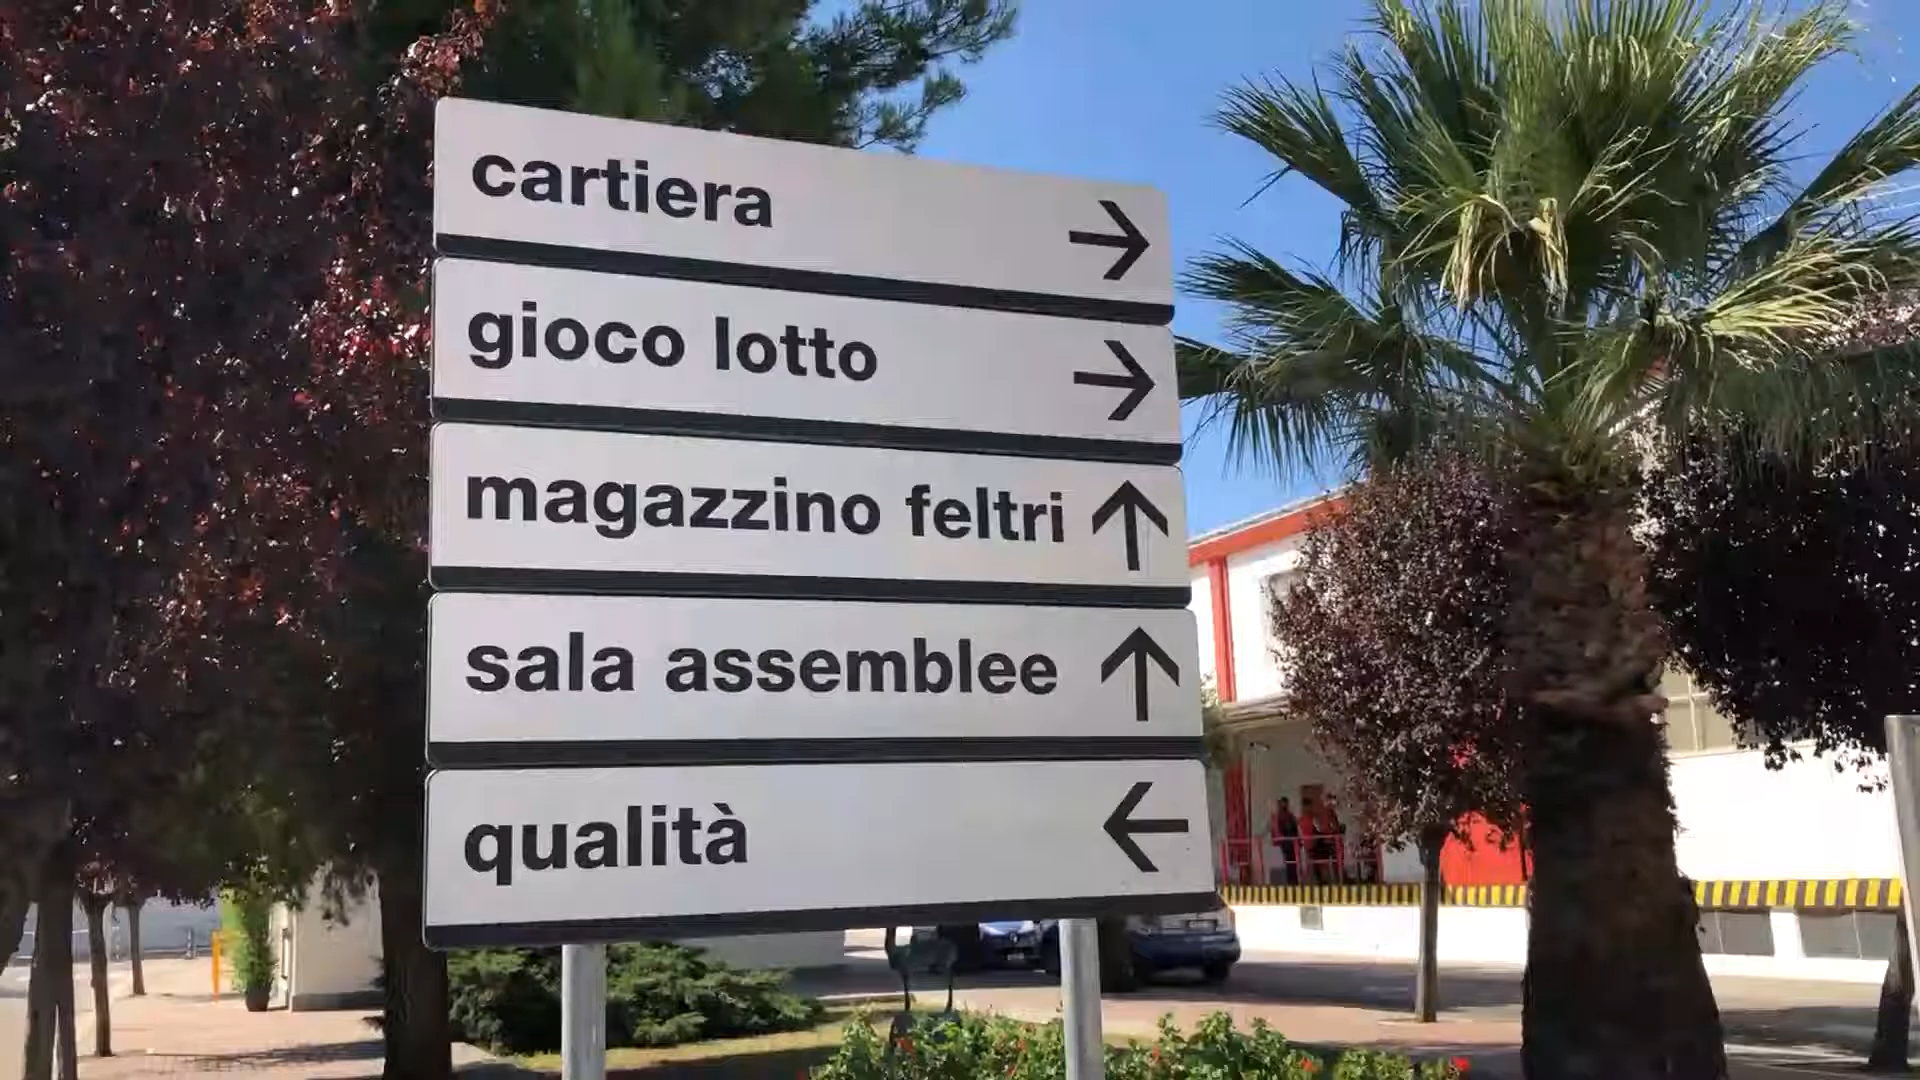 cartiera →
gioco lotto →
magazzino feltri ↑
sala assemblee ↑
qualità ←